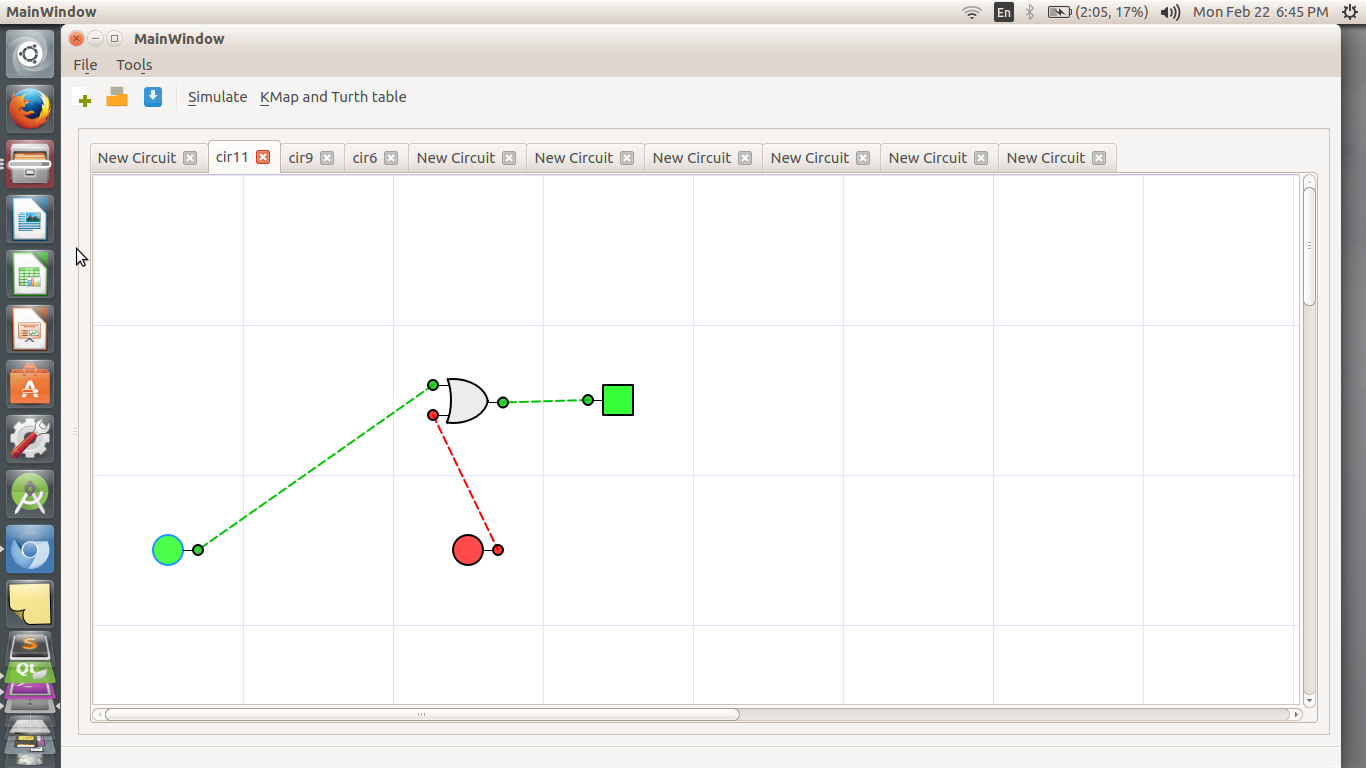 MainWindow
En
(2:05, 17%)
Mon Feb 22 6:45 PM
MainWindow
File Tools
Simulate KMap and Turth table
New Circuit cir11 cir9 cir6 New Circuit New Circuit New Circuit New Circuit New Circuit New Circuit
A
S
Qt